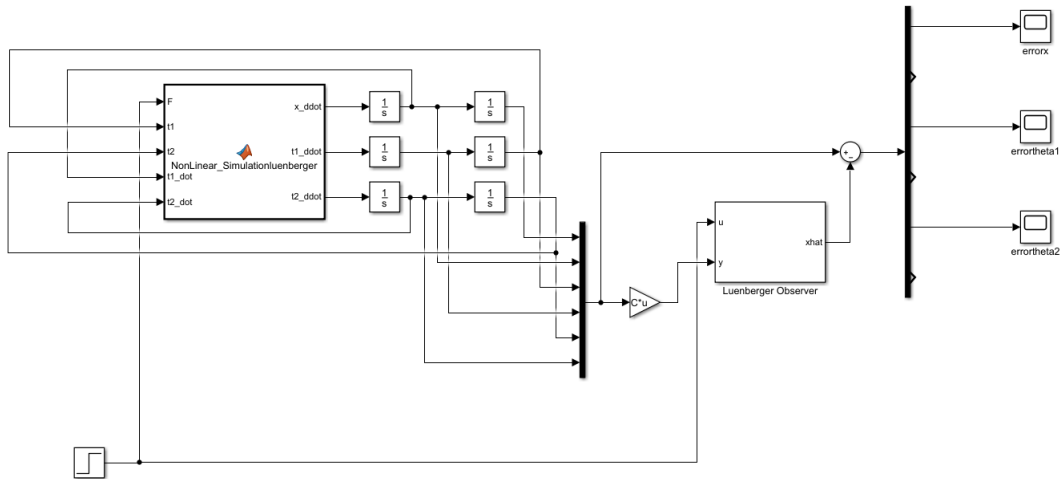 F
t1
t2
t1_dot
t2_dot
x_ddot
t1_ddot
t2_ddot
NonLinear_Simulationluenberger
1
s
1
s
1
s
1
s
1
s
1
s
C*u
u
y
xhat
Luenberger Observer
+
−
errorx
errortheta1
errortheta2